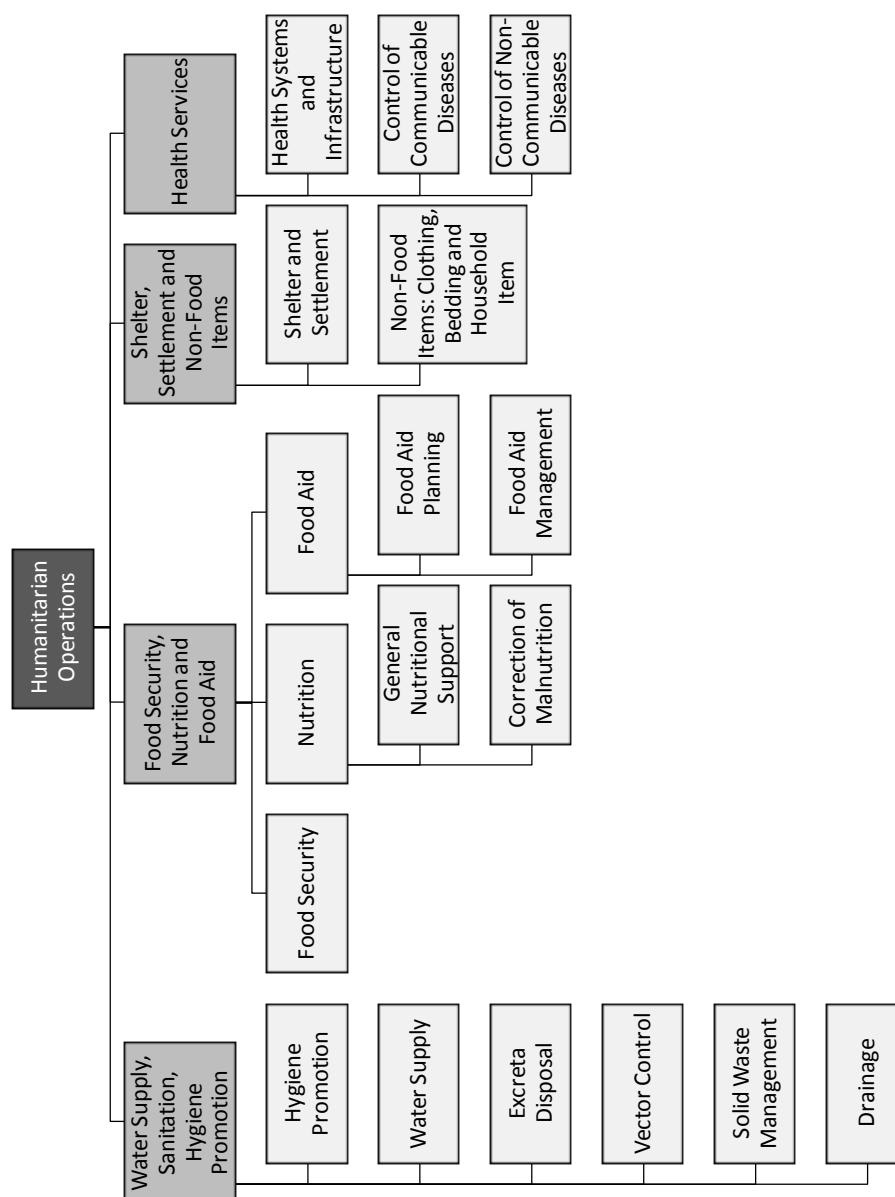 Humanitarian
Operations
Water Supply,
Sanitation,
Hygiene
Promotion
Hygiene
Promotion
Water Supply
Excreta
Disposal
Vector Control
Solid Waste
Management
Drainage
Food Security,
Nutrition and
Food Aid
Food Security
Nutrition
General
Nutritional
Support
Correction of
Malnutrition
Food Aid
Food Aid
Planning
Food Aid
Management
Shelter,
Settlement and
Non-Food
Items
Shelter and
Settlement
Non-Food
Items: Clothing,
Bedding and
Household
Item
Health Services
Health Systems
and
Infrastructure
Control of
Communicable
Diseases
Control of Non-
Communicable
Diseases